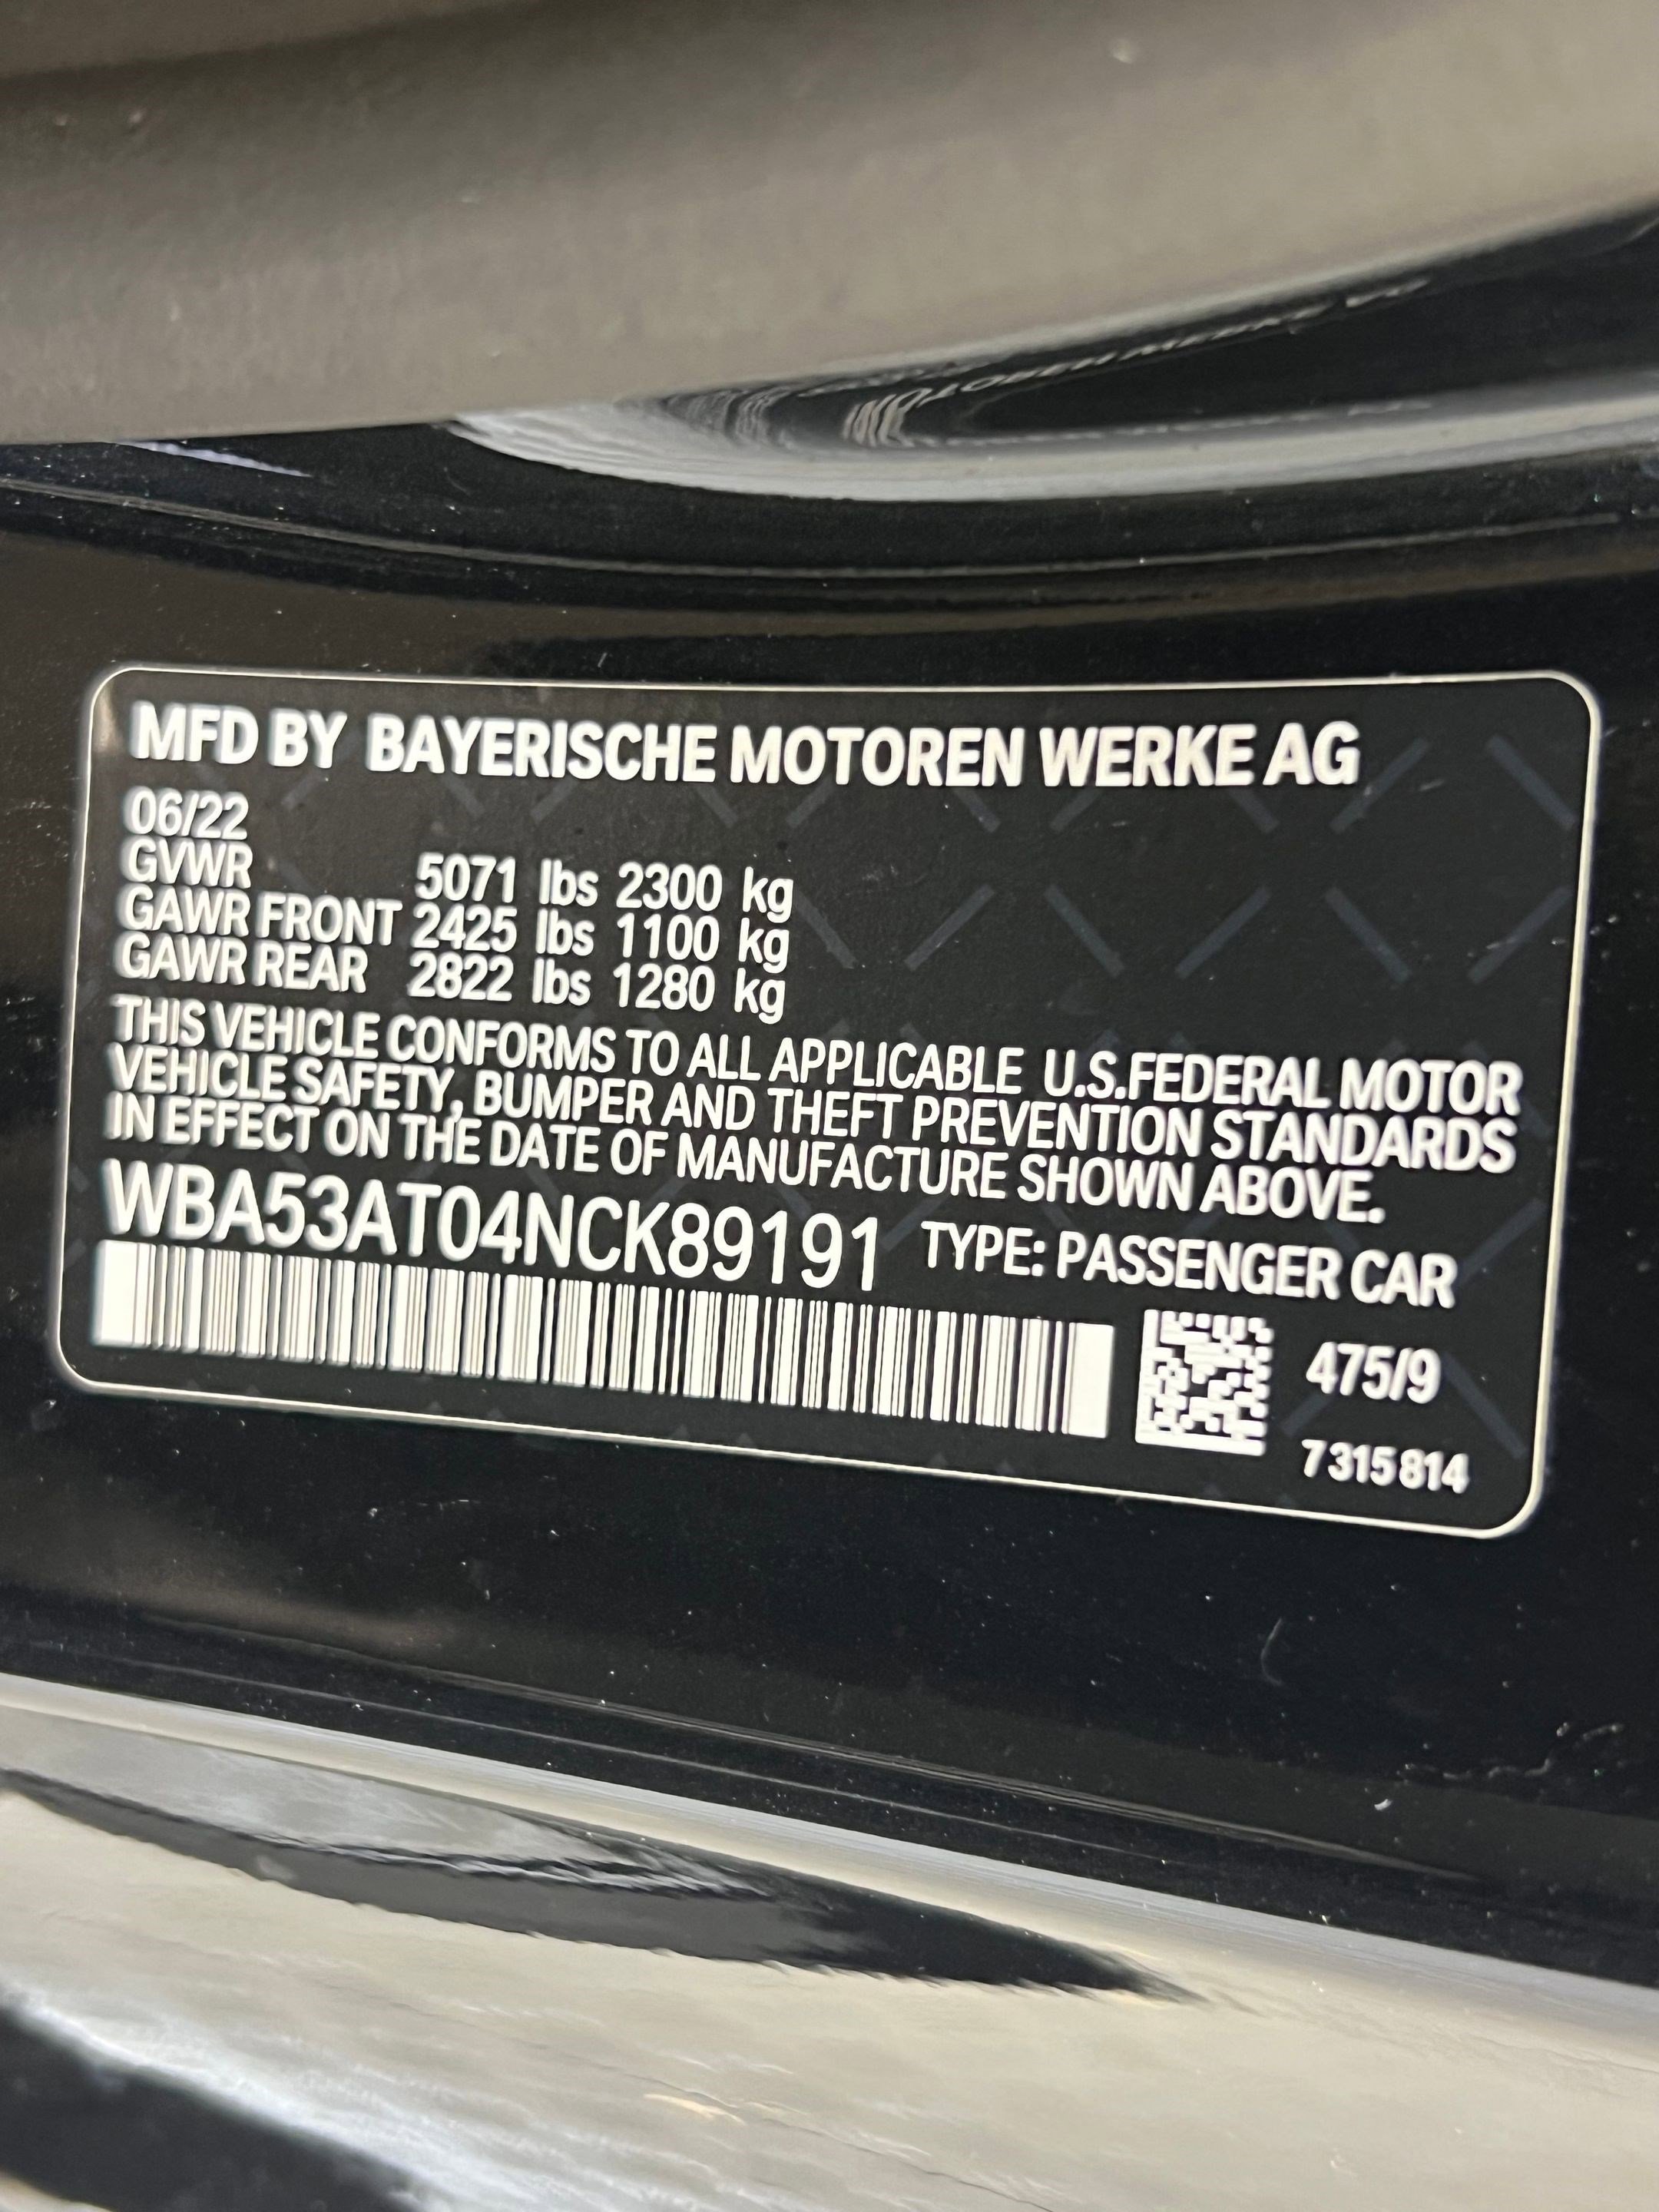 MFD BY BAYERISCHE MOTOREN WERKE AG
06/22
GVWR 5071 lbs 2300 kg
GAWR FRONT 2425 lbs 1100 kg
GAWR REAR 2822 lbs 1280 kg
THIS VEHICLE CONFORMS TO ALL APPLICABLE U.S.FEDERAL MOTOR
VEHICLE SAFETY, BUMPER AND THEFT PREVENTION STANDARDS
IN EFFECT ON THE DATE OF MANUFACTURE SHOWN ABOVE.
WBA53AT04NCK89191 TYPE: PASSENGER CAR
475/9
7315814